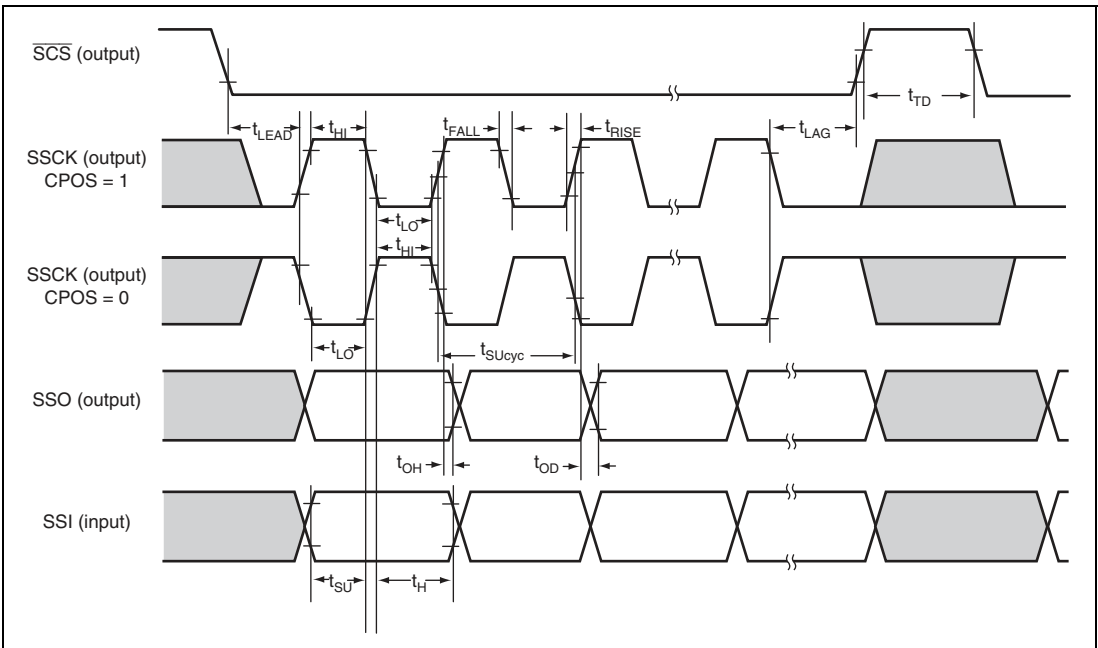 SCS (output)
tTD
tLEAD
tHI
tFALL
tRISE
tLAG
SSCK (output)
CPOS = 1
tLO
tHI
SSCK (output)
CPOS = 0
tLO
tSUcyc
SSO (output)
tOH
tOD
SSI (input)
tSU
tH